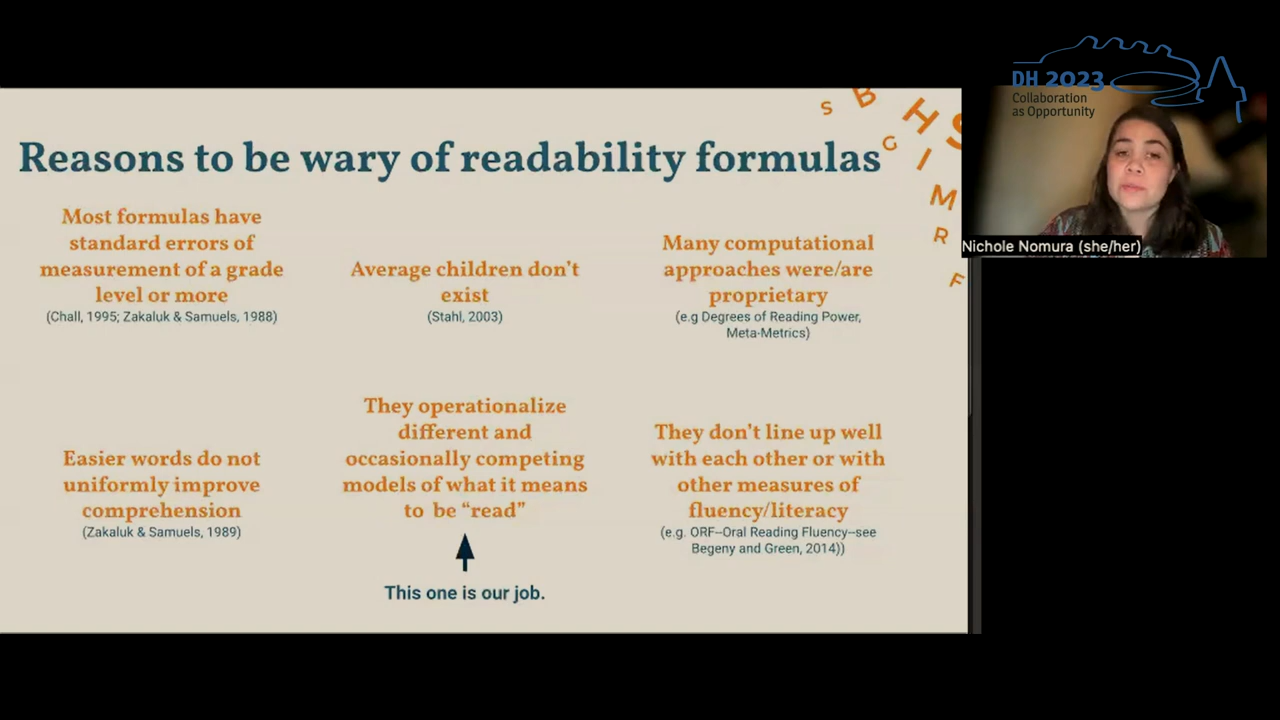 Reasons to be wary of readability formulas
Most formulas have
standard errors of
measurement of a grade
level or more
(Chall, 1995; Zakaluk & Samuels, 1988)
Average children don't
exist
(Stahl, 2003)
Many computational
approaches were/are
proprietary
(e.g Degrees of Reading Power,
Meta-Metrics)
Easier words do not
uniformly improve
comprehension
(Zakaluk & Samuels, 1989)
They operationalize
different and
occasionally competing
models of what it means
to be “read”
This one is our job.
They don't line up well
with each other or with
other measures of
fluency/literacy
(e.g. ORF--Oral Reading Fluency--see
Begeny and Green, 2014))
S B H S
G I
M
R
F
DH 2023
Collaboration
as Opportunity
Nichole Nomura (she/her)